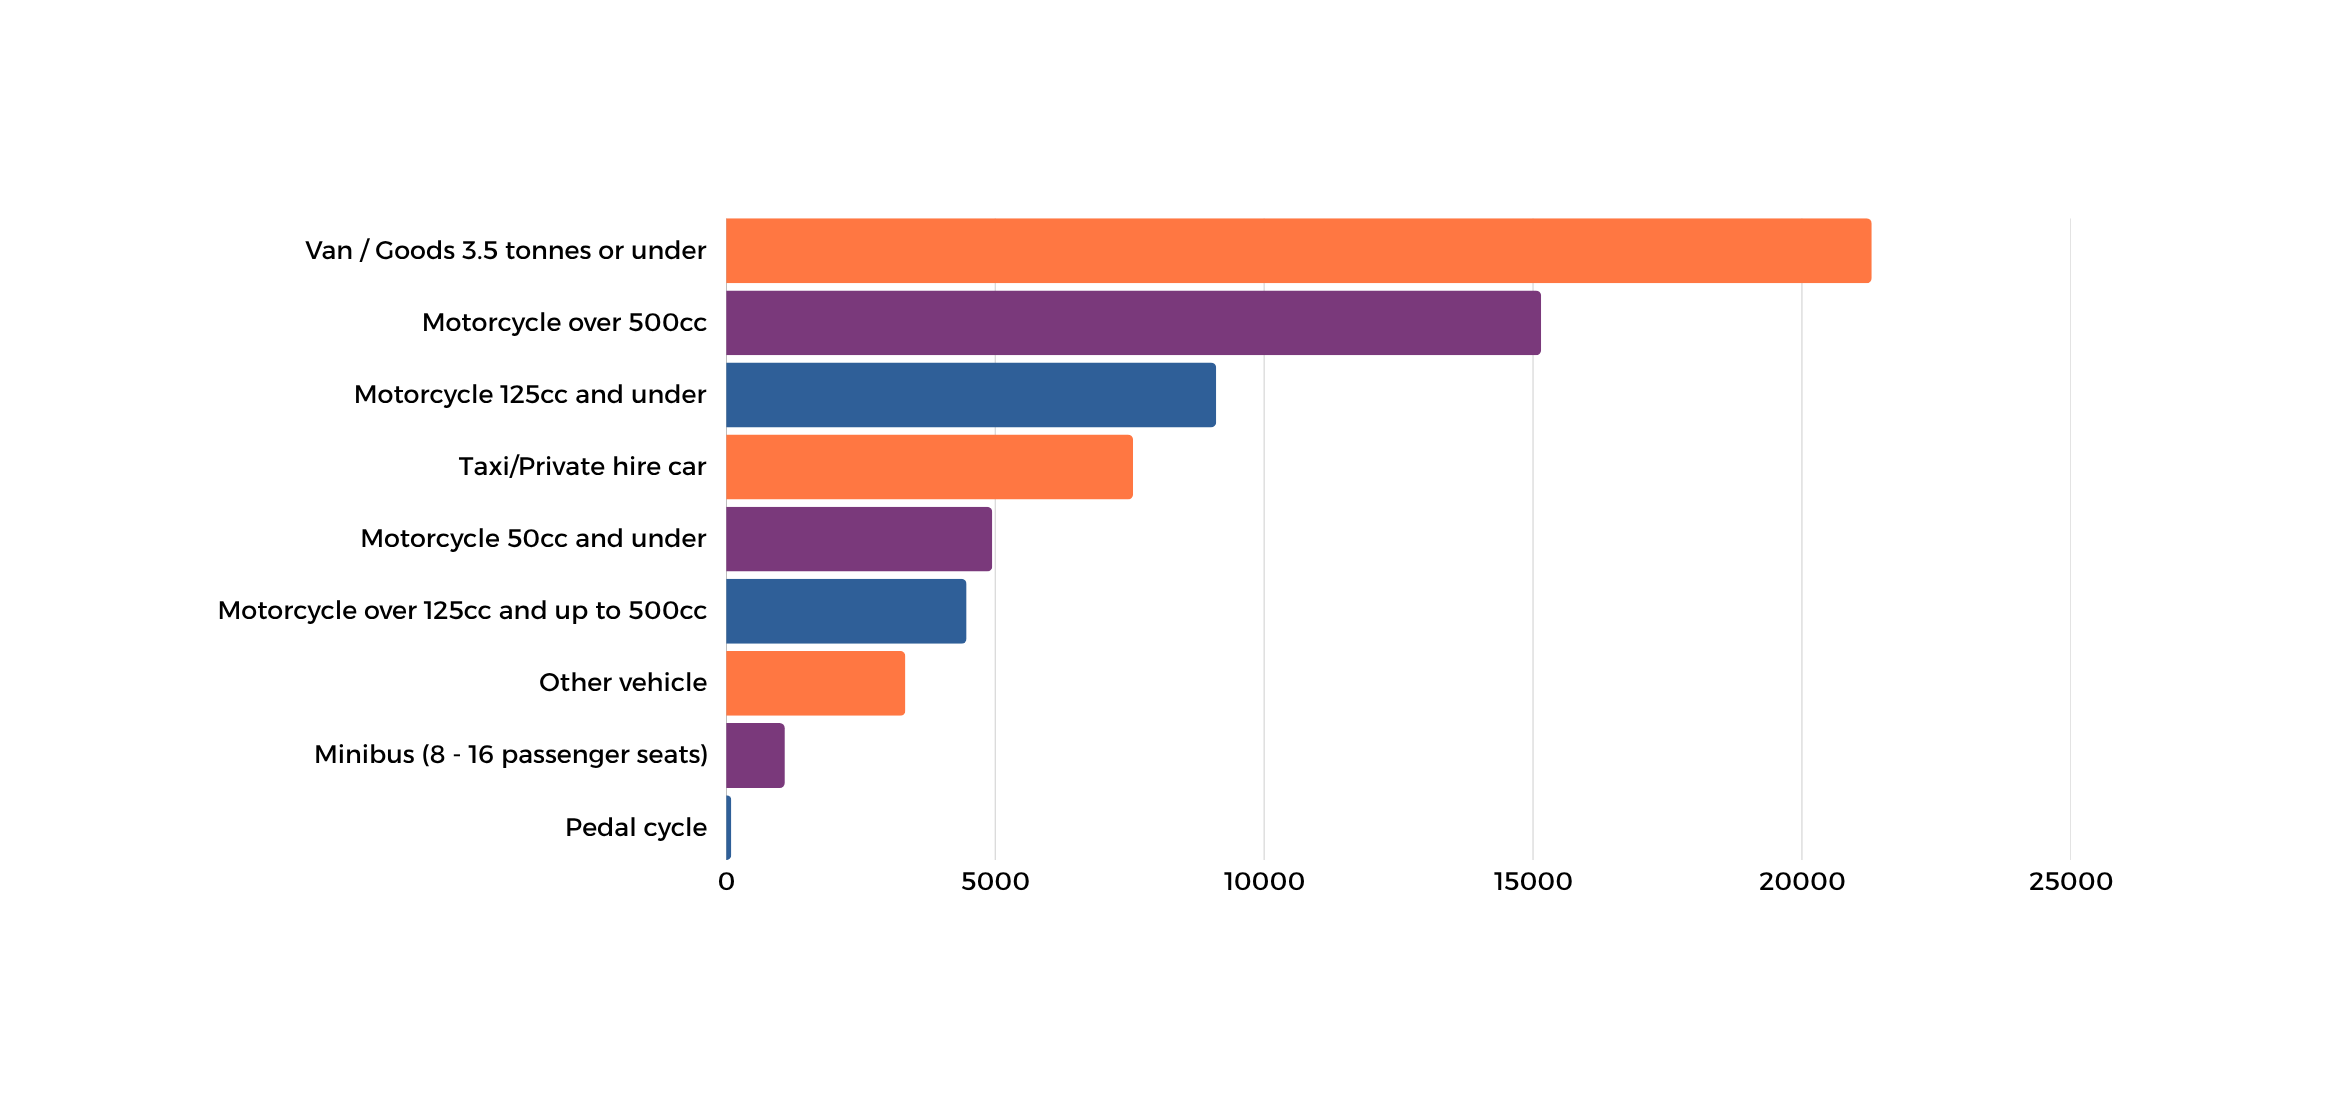 Van / Goods 3.5 tonnes or under
Motorcycle over 500cc
Motorcycle 125cc and under
Taxi/Private hire car
Motorcycle 50cc and under
Motorcycle over 125cc and up to 500cc
Other vehicle
Minibus (8 - 16 passenger seats)
Pedal cycle
0 5000 10000 15000 20000 25000